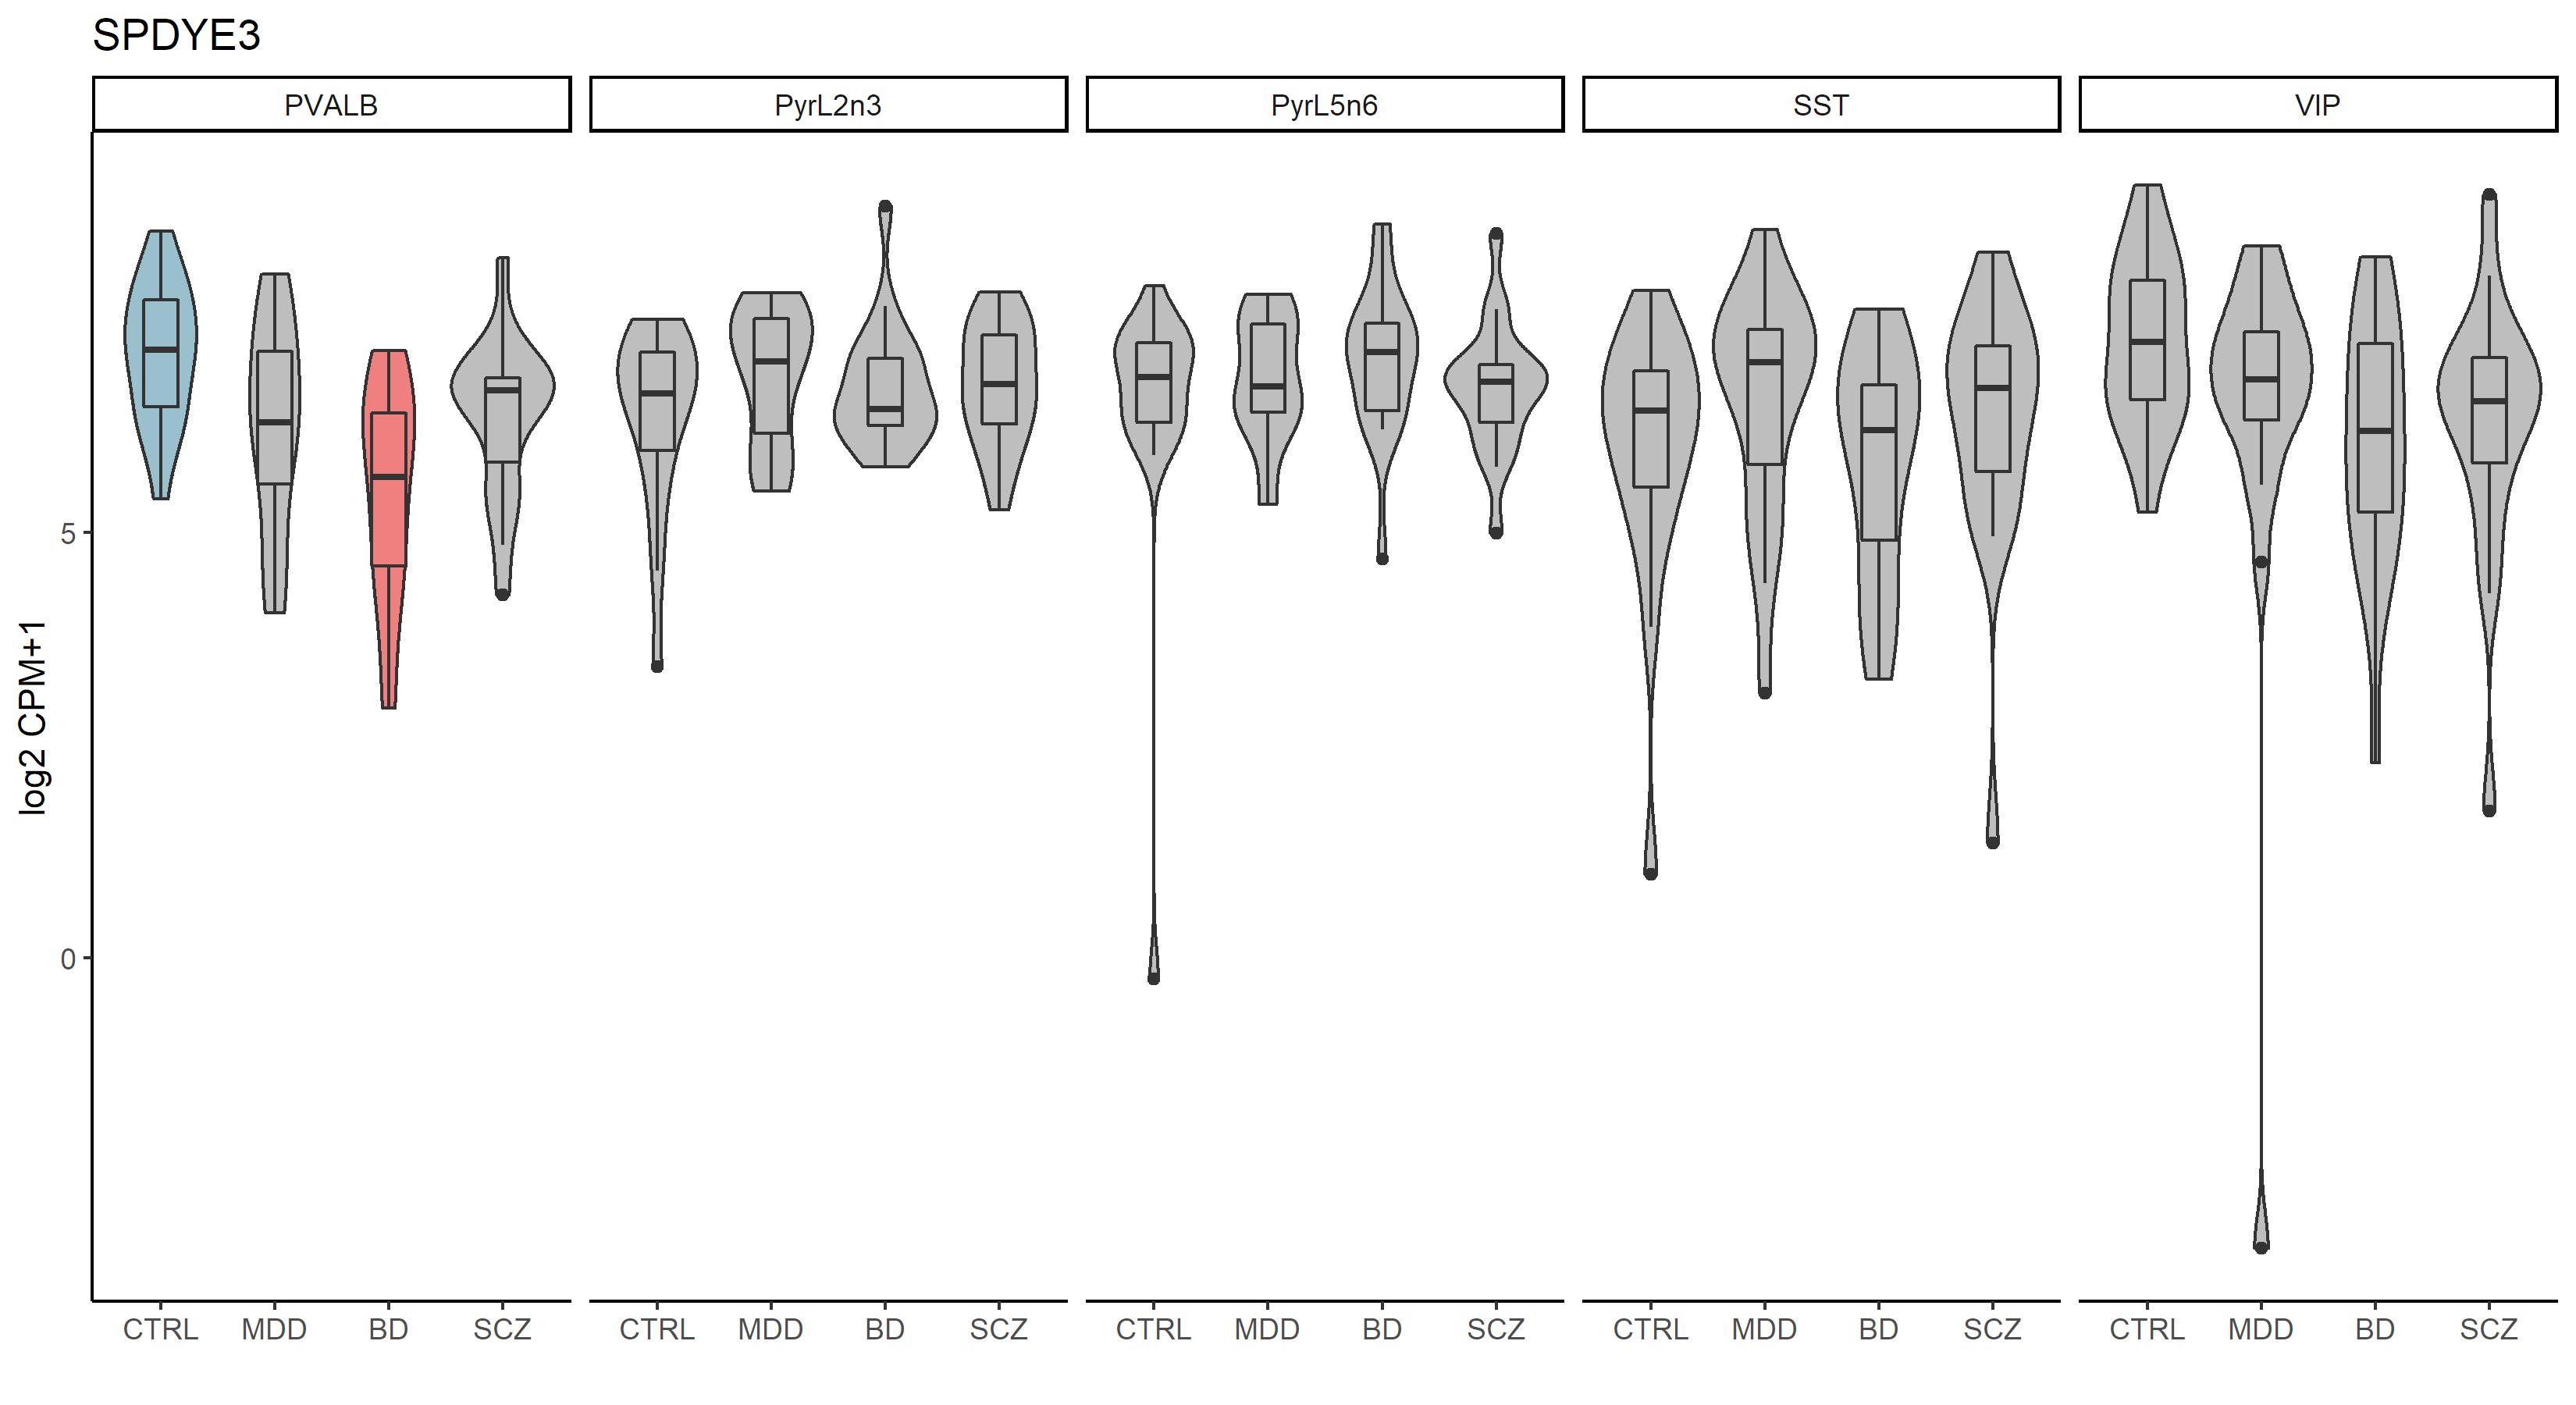 SPDYE3
PVALB PyrL2n3 PyrL5n6 SST VIP
log2 CPM+1
5
0
CTRL MDD BD SCZ CTRL MDD BD SCZ CTRL MDD BD SCZ CTRL MDD BD SCZ CTRL MDD BD SCZ